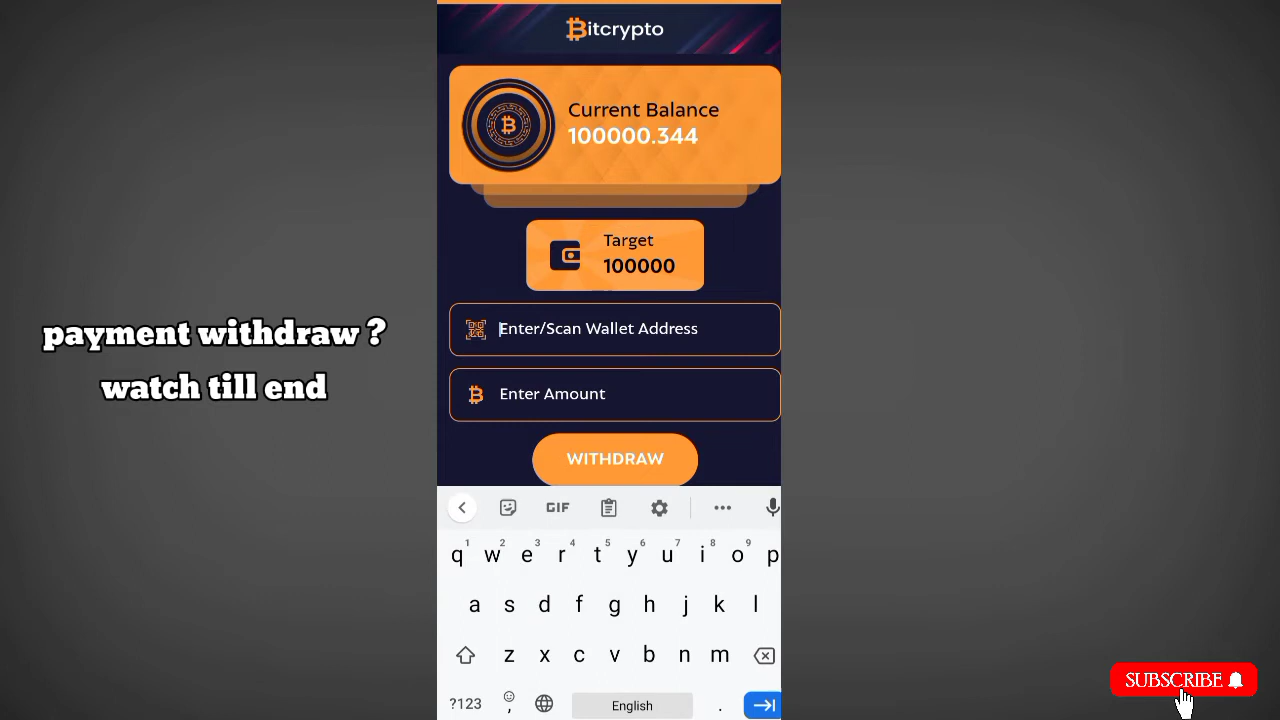 Bitcrypto
Current Balance
100000.344
Target
100000
payment withdraw ?
watch till end
Enter/Scan Wallet Address
Enter Amount
WITHDRAW
GIF
1 2 3 4 5 6 7 8 9
q w e r t y u i o p
a s d f g h j k l
z x c v b n m
?123 , English .
SUBSCRIBE